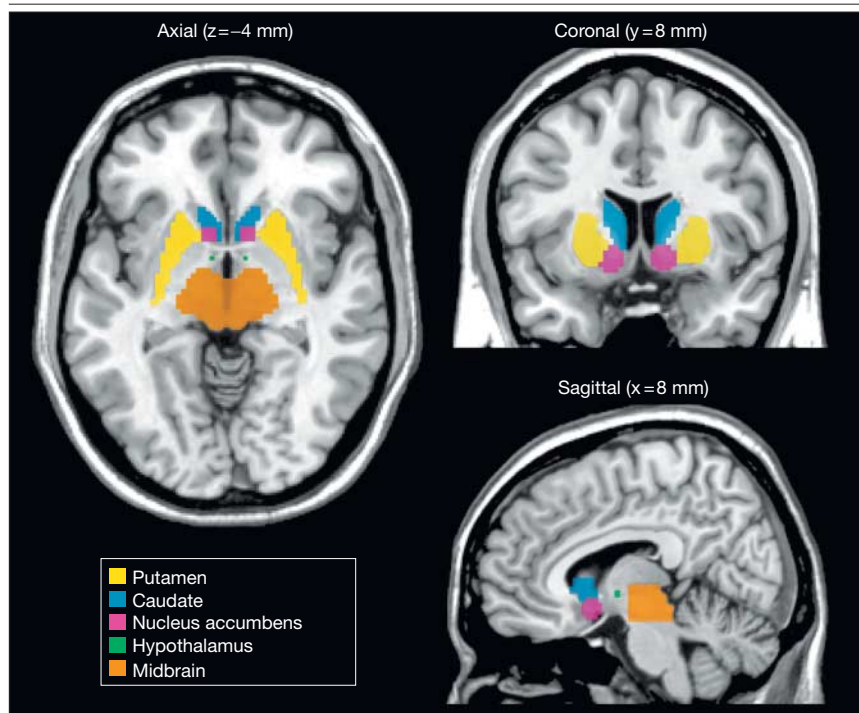 Axial (z=−4 mm)
Coronal (y=8 mm)
Sagittal (x=8 mm)
Putamen
Caudate
Nucleus accumbens
Hypothalamus
Midbrain